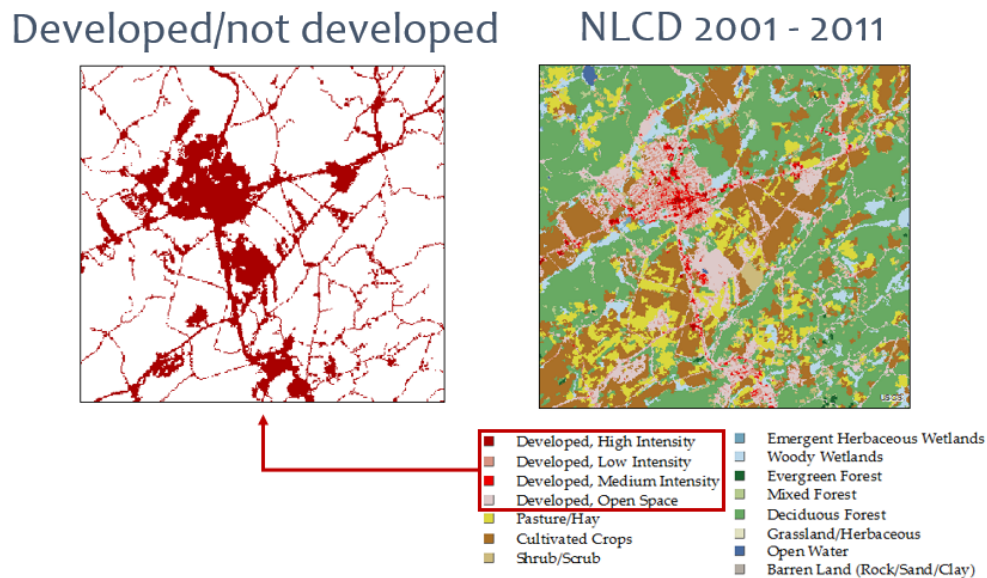 Developed/not developed
NLCD 2001 - 2011
USGS
Developed, High Intensity
Developed, Low Intensity
Developed, Medium Intensity
Developed, Open Space
Pasture/Hay
Cultivated Crops
Shrub/Scrub
Emergent Herbaceous Wetlands
Woody Wetlands
Evergreen Forest
Mixed Forest
Deciduous Forest
Grassland/Herbaceous
Open Water
Barren Land (Rock/Sand/Clay)